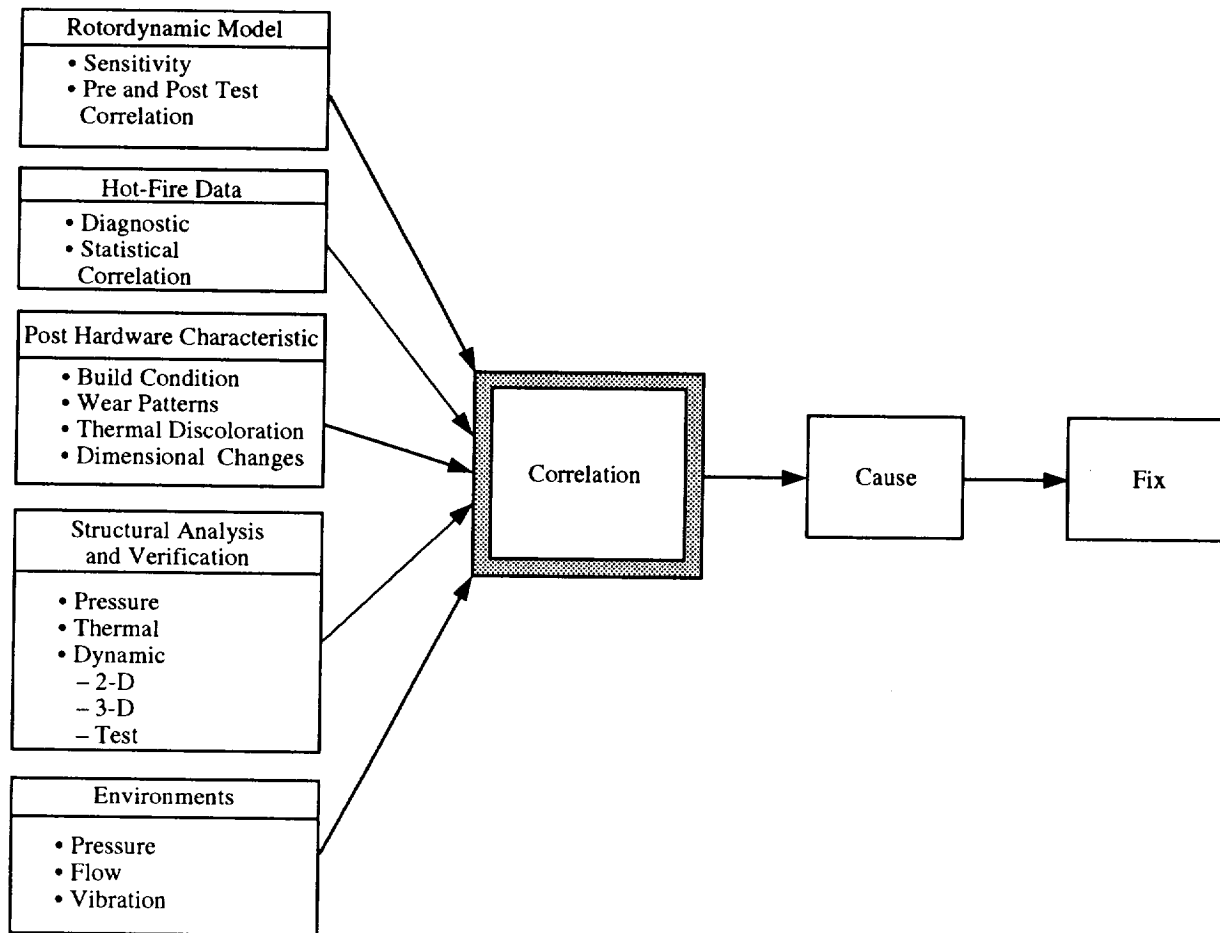 Rotordynamic Model
• Sensitivity
• Pre and Post Test
Correlation
Hot-Fire Data
• Diagnostic
• Statistical
Correlation
Post Hardware Characteristic
• Build Condition
• Wear Patterns
• Thermal Discoloration
• Dimensional Changes
Structural Analysis
and Verification
• Pressure
• Thermal
• Dynamic
– 2-D
– 3-D
– Test
Environments
• Pressure
• Flow
• Vibration
Correlation
Cause
Fix